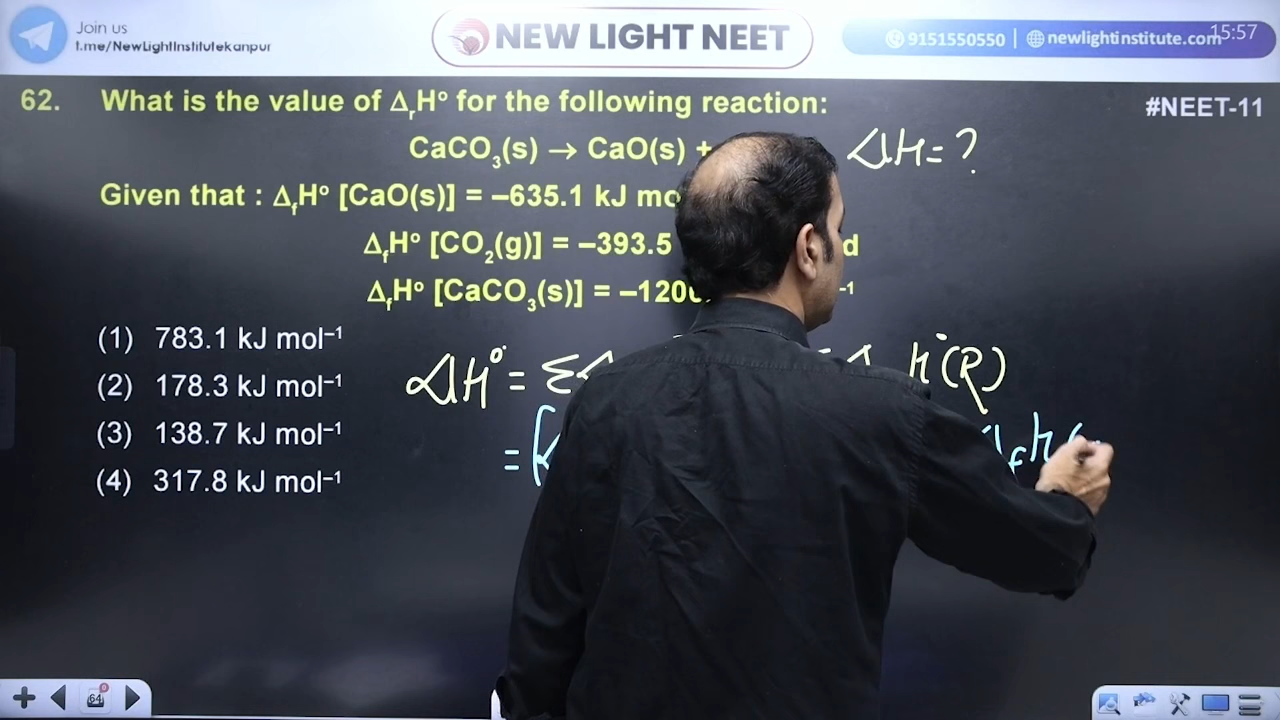 Join us
t.me/NewLightInstitutekanpur
NEW LIGHT NEET
9151550550 | newlightinstitute.com
15:57
62. What is the value of ΔrH° for the following reaction:
#NEET-11
CaCO₃(s) → CaO(s) +
ΔH = ?
Given that : ΔfH° [CaO(s)] = –635.1 kJ
ΔfH° [CO₂(g)] = –393.5
ΔfH° [CaCO₃(s)] =
(1) 783.1 kJ mol⁻¹
(2) 178.3 kJ mol⁻¹
(3) 138.7 kJ mol⁻¹
(4) 317.8 kJ mol⁻¹
ΔH° = Σ H°(R)
= [
64